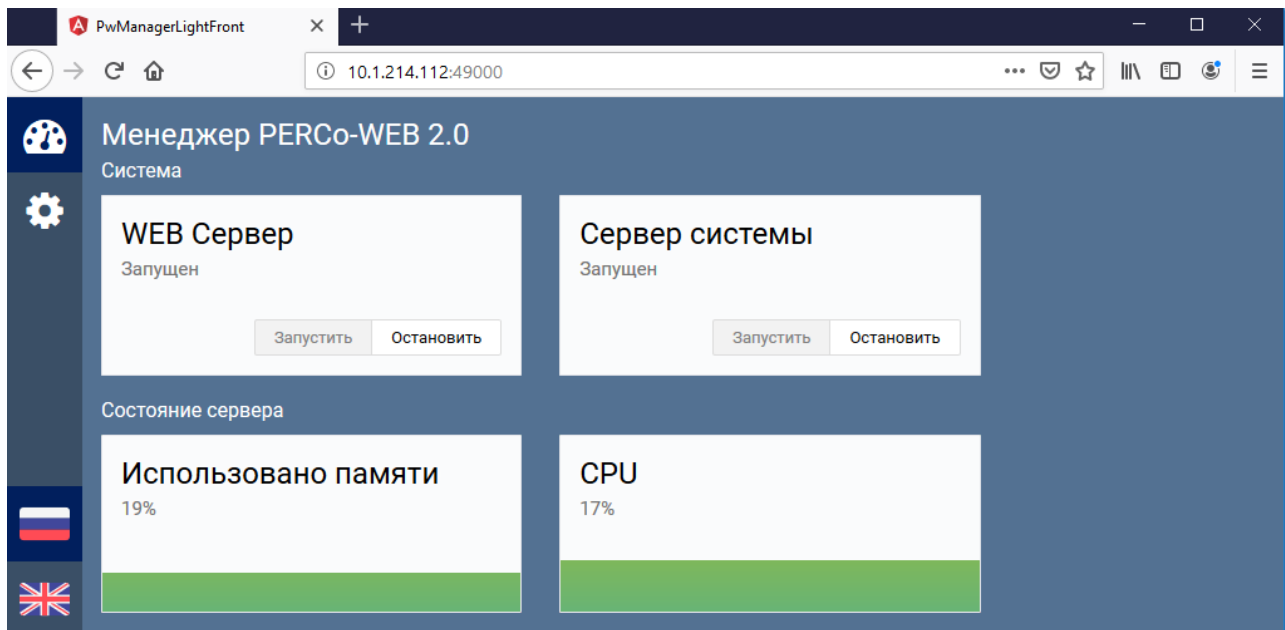 PwManagerLightFront
10.1.214.112:49000
Менеджер PERCo-WEB 2.0
Система
WEB Сервер
Запущен
Запустить Остановить
Сервер системы
Запущен
Запустить Остановить
Состояние сервера
Использовано памяти
19%
CPU
17%